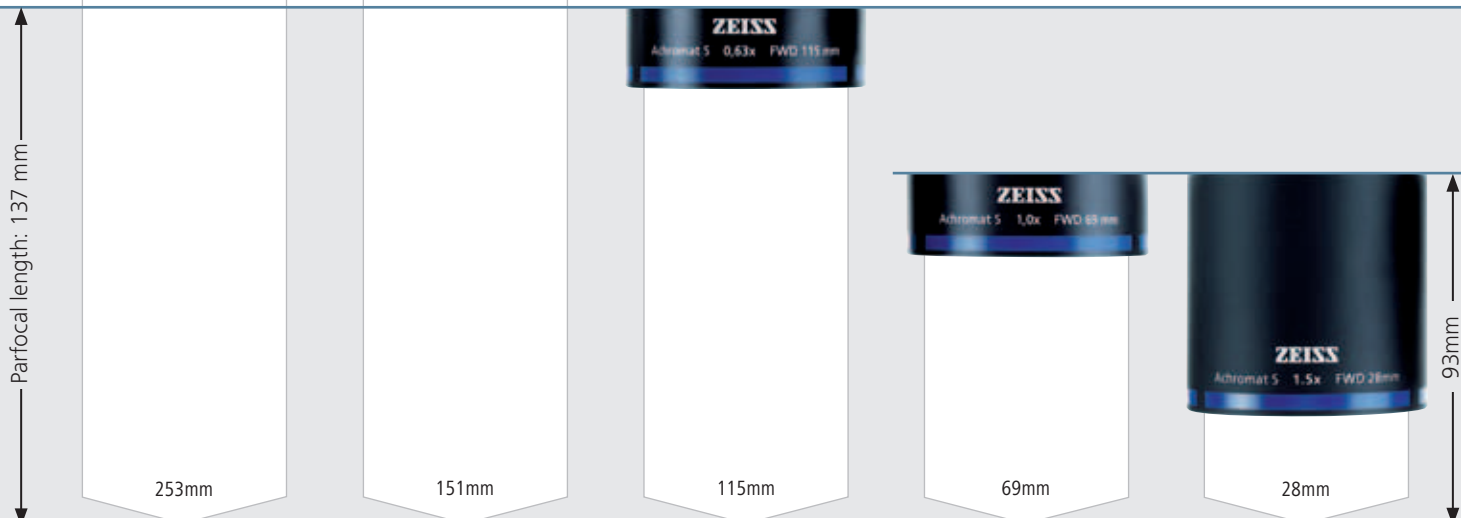 Parfocal length: 137 mm
ZEISS
Achromat S 0,63x FWD 115 mm
ZEISS
Achromat S 1,0x FWD 69 mm
ZEISS
Achromat S 1.5x FWD 28mm
93mm
253mm
151mm
115mm
69mm
28mm